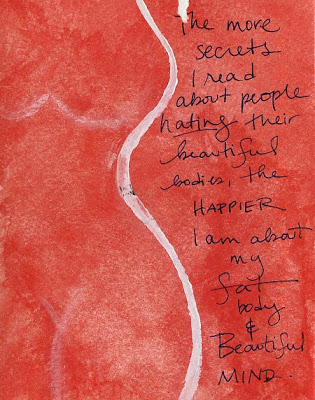 The more
secrets
I read
about people
hating their
beautiful
bodies, the
HAPPIER
I am about
my
fat
body
&
Beautiful
MIND.